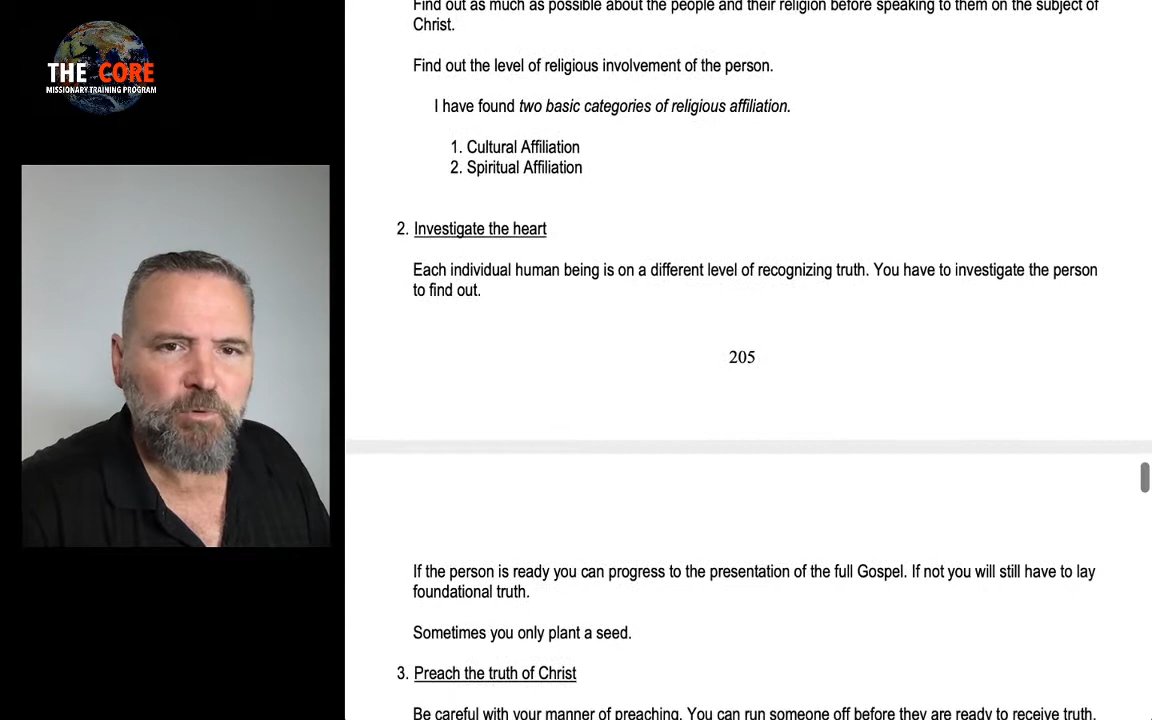 THE CORE
MISSIONARY TRAINING PROGRAM
Find out as much as possible about the people and their religion before speaking to them on the subject of
Christ.
Find out the level of religious involvement of the person.
I have found two basic categories of religious affiliation.
1. Cultural Affiliation
2. Spiritual Affiliation
2. Investigate the heart
Each individual human being is on a different level of recognizing truth. You have to investigate the person
to find out.
205
If the person is ready you can progress to the presentation of the full Gospel. If not you will still have to lay
foundational truth.
Sometimes you only plant a seed.
3. Preach the truth of Christ
Be careful with your manner of preaching. You can run someone off before they are ready to receive truth.